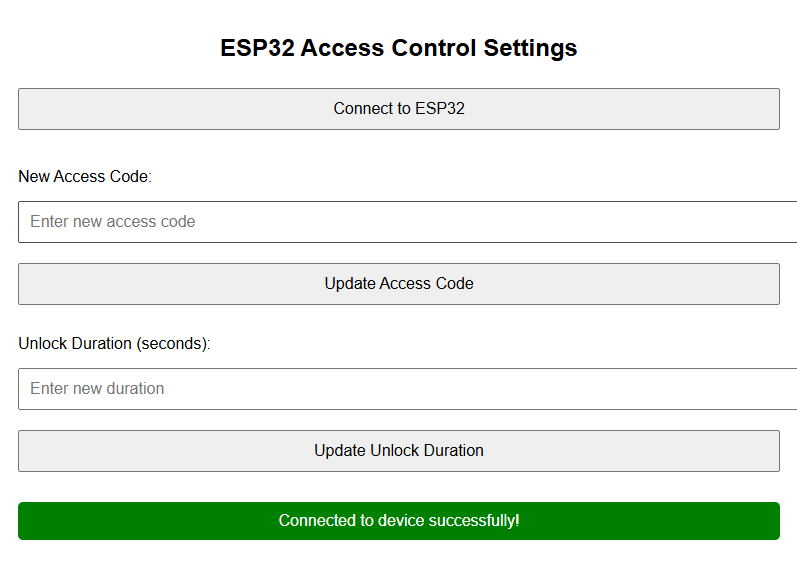 ESP32 Access Control Settings
Connect to ESP32
New Access Code:
Enter new access code
Update Access Code
Unlock Duration (seconds):
Enter new duration
Update Unlock Duration
Connected to device successfully!